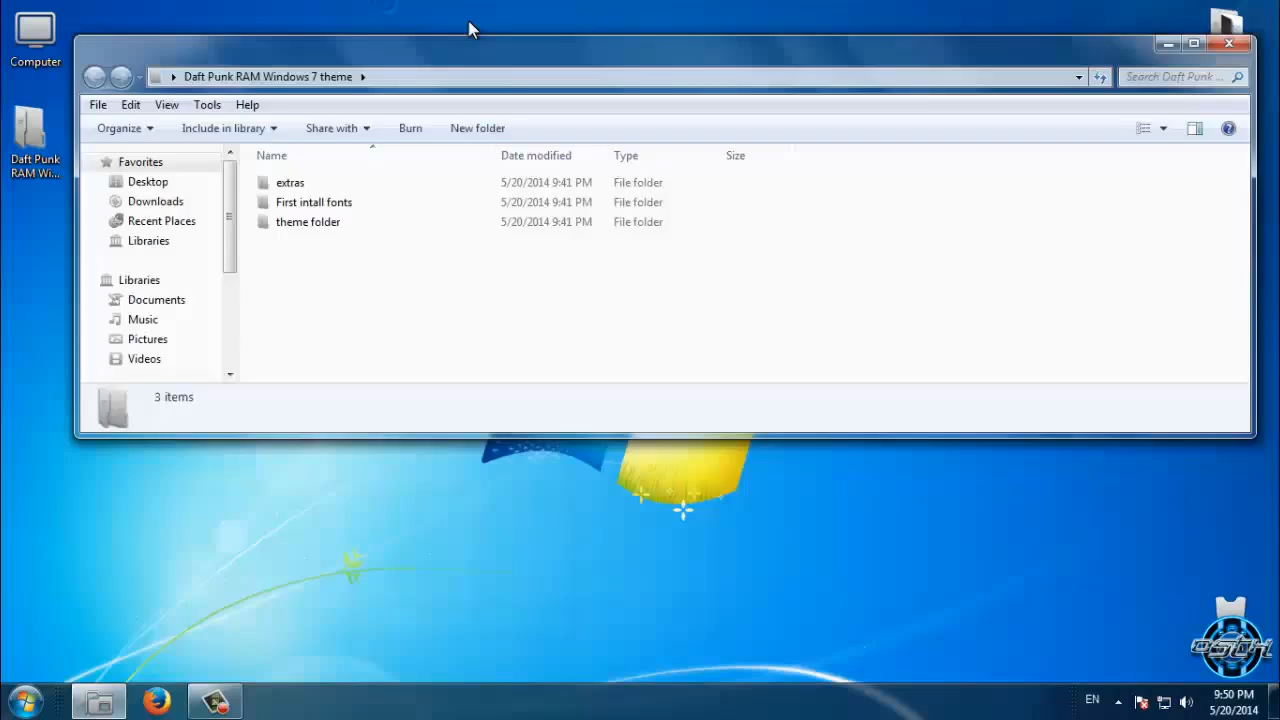 Computer
Daft Punk
RAM Wi...
Daft Punk RAM Windows 7 theme
Search Daft Punk ...
File Edit View Tools Help
Organize Include in library Share with Burn New folder
Name Date modified Type Size
extras 5/20/2014 9:41 PM File folder
First intall fonts 5/20/2014 9:41 PM File folder
theme folder 5/20/2014 9:41 PM File folder
Favorites
Desktop
Downloads
Recent Places
Libraries
Libraries
Documents
Music
Pictures
Videos
3 items
EN
9:50 PM
5/20/2014